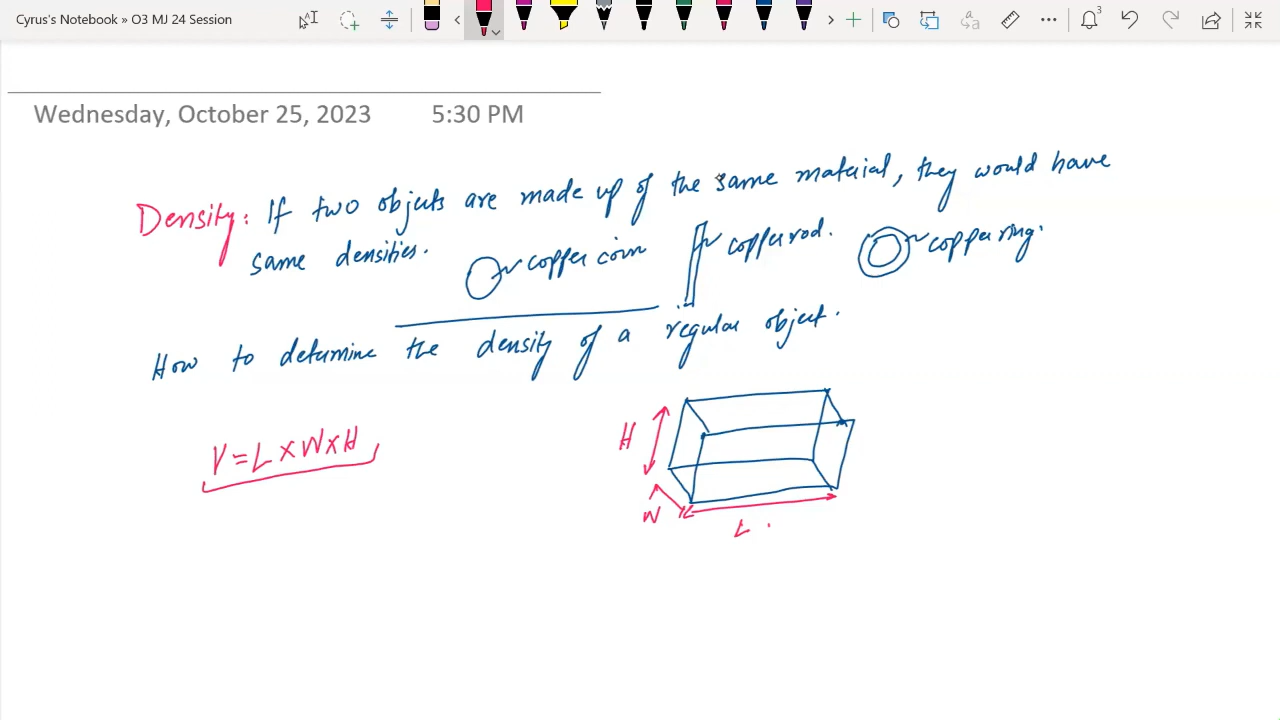 Cyrus's Notebook » O3 MJ 24 Session
3
Wednesday, October 25, 2023 5:30 PM
Density: If two objects are made up of the same material, they would have
same densities. copper coin copper rod. copper ring.
How to determine the density of a regular object.
H
V = L × W × H
W
L